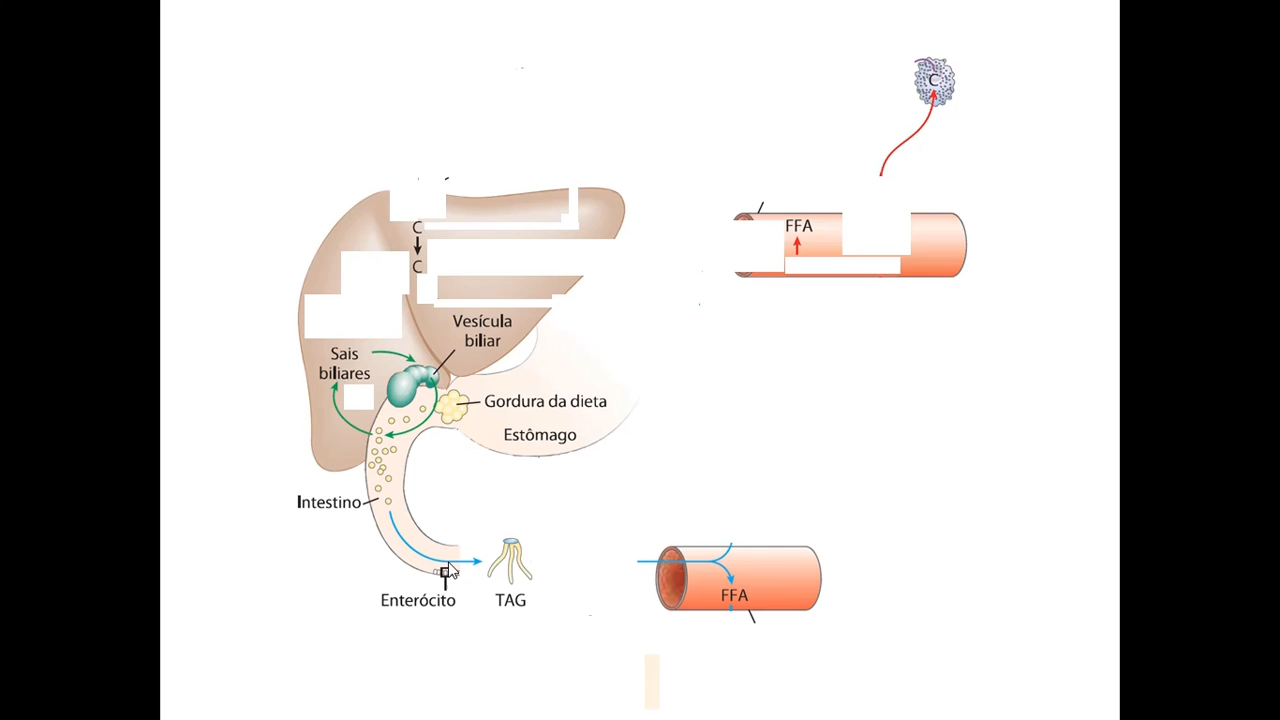 C
FFA
C
C
Vesícula
biliar
Sais
biliares
Gordura da dieta
Estômago
Intestino
Enterócito
TAG
FFA